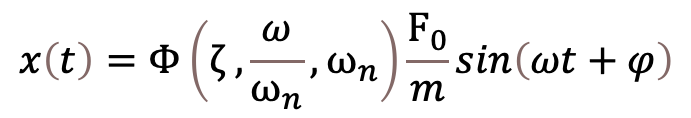 x(t) = Φ(ζ, ω/ωₙ, ωₙ) F₀/m sin(ωt + φ)